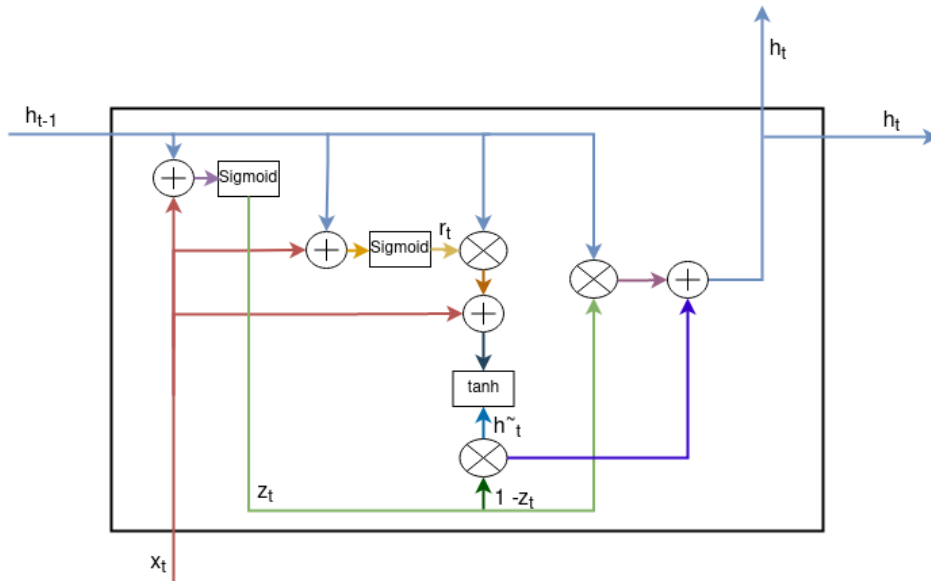 h_t
h_{t-1}
h_t
Sigmoid
Sigmoid
r_t
tanh
h^~_t
z_t
1 -z_t
x_t